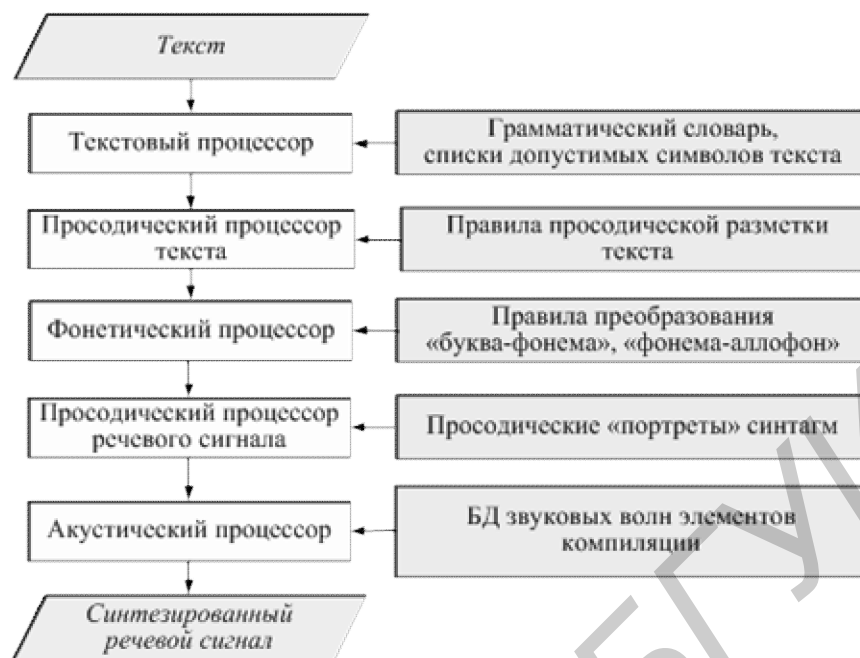 Текст
Текстовый процессор
Грамматический словарь,
списки допустимых символов текста
Просодический процессор
текста
Правила просодической разметки
текста
Фонетический процессор
Правила преобразования
«буква-фонема», «фонема-аллофон»
Просодический процессор
речевого сигнала
Просодические «портреты» синтагм
Акустический процессор
БД звуковых волн элементов
компиляции
Синтезированный
речевой сигнал